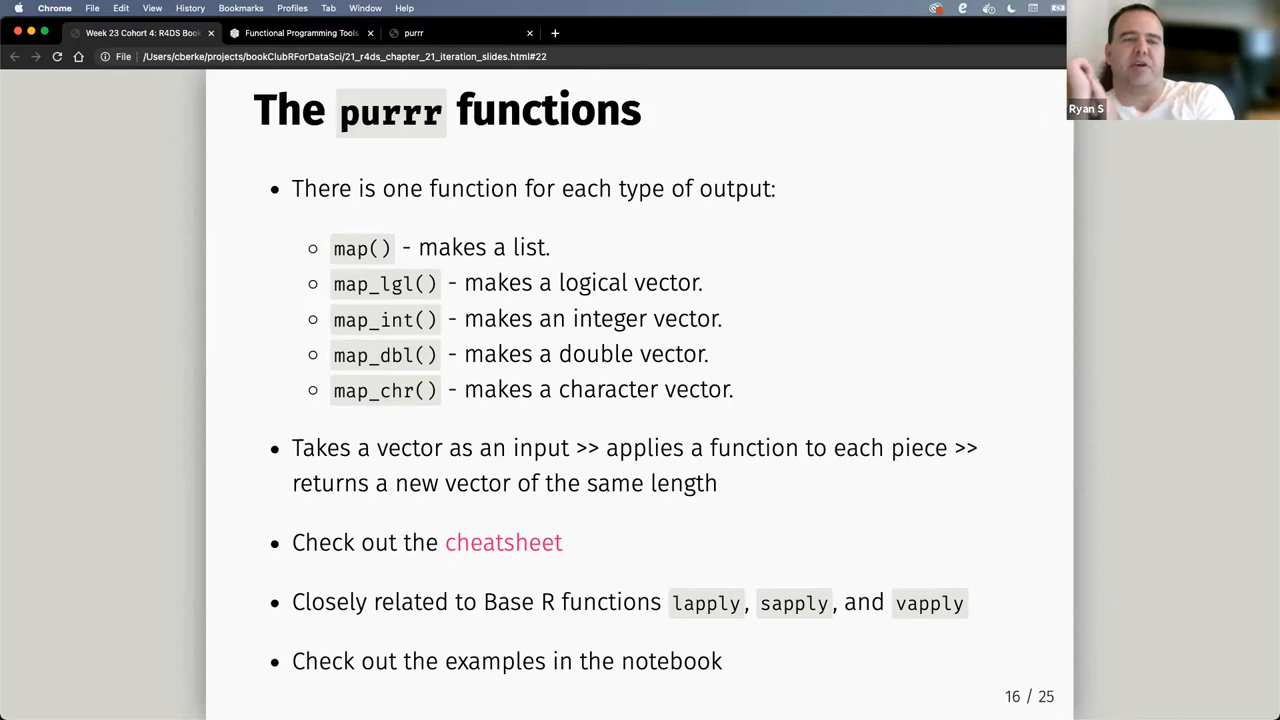 Chrome File Edit View History Bookmarks Profiles Tab Window Help
Week 23 Cohort 4: R4DS Book
Functional Programming Tools
purrr
File /Users/cberke/projects/bookClubRForDataSci/21_r4ds_chapter_21_iteration_slides.html#22
Ryan S
The purrr functions
• There is one function for each type of output:
○ map() - makes a list.
○ map_lgl() - makes a logical vector.
○ map_int() - makes an integer vector.
○ map_dbl() - makes a double vector.
○ map_chr() - makes a character vector.
• Takes a vector as an input >> applies a function to each piece >>
returns a new vector of the same length
• Check out the cheatsheet
• Closely related to Base R functions lapply, sapply, and vapply
• Check out the examples in the notebook
16 / 25